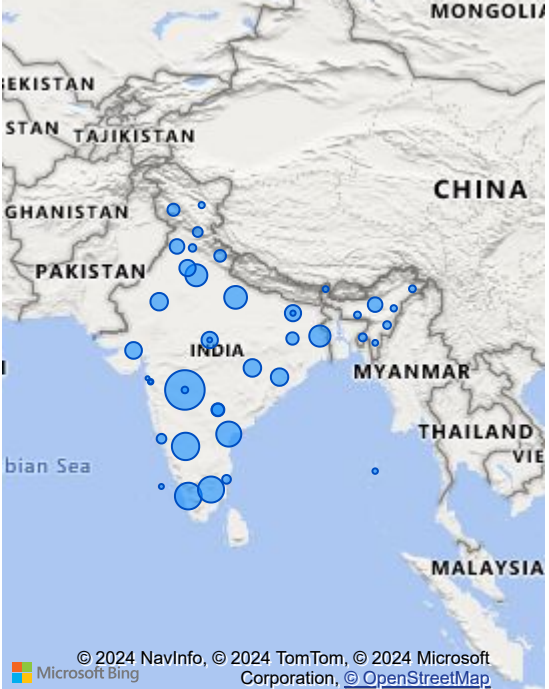 MONGOLIA
EKISTAN
STAN
TAJIKISTAN
CHINA
GHANISTAN
PAKISTAN
INDIA
MYANMAR
THAILAND
VIE
bian Sea
MALAYSIA
© 2024 NavInfo, © 2024 TomTom, © 2024 Microsoft
Microsoft Bing
Corporation, © OpenStreetMap